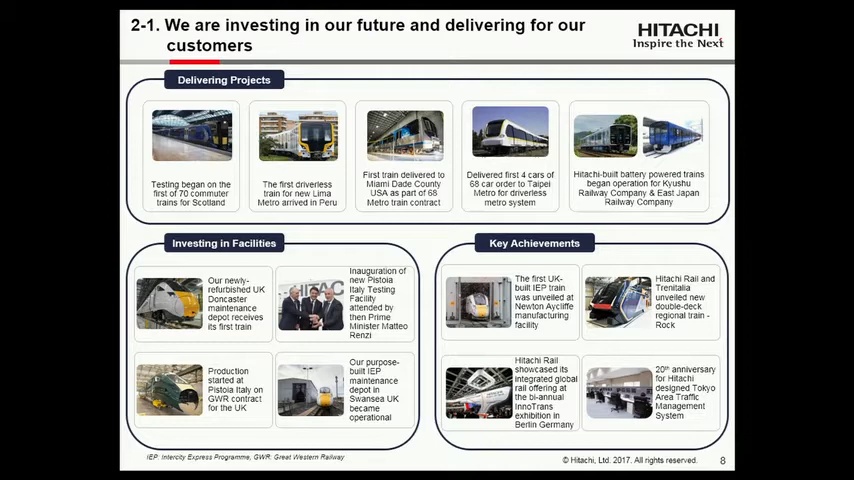 2-1. We are investing in our future and delivering for our
customers
HITACHI
Inspire the Next
Delivering Projects
Testing began on the
first of 70 commuter
trains for Scotland
The first driverless
train for new Lima
Metro arrived in Peru
First train delivered to
Miami Dade County
USA as part of 68
Metro train contract
Delivered first 4 cars of
68 car order to Taipei
Metro for driverless
metro system
Hitachi-built battery powered trains
began operation for Kyushu
Railway Company & East Japan
Railway Company
Investing in Facilities
Our newly-
refurbished UK
Doncaster
maintenance
depot receives
its first train
Inauguration of
new Pistoia
Italy Testing
Facility
attended by
then Prime
Minister Matteo
Renzi
Production
started at
Pistoia Italy on
GWR contract
for the UK
Our purpose-
built IEP
maintenance
depot in
Swansea UK
became
operational
Key Achievements
The first UK-
built IEP train
was unveiled at
Newton Aycliffe
manufacturing
facility
Hitachi Rail and
Trenitalia
unveiled new
double-deck
regional train -
Rock
Hitachi Rail
showcased its
integrated global
rail offering at
the bi-annual
InnoTrans
exhibition in
Berlin Germany
20th anniversary
for Hitachi
designed Tokyo
Area Traffic
Management
System
IEP: Intercity Express Programme, GWR: Great Western Railway
© Hitachi, Ltd. 2017. All rights reserved.
8